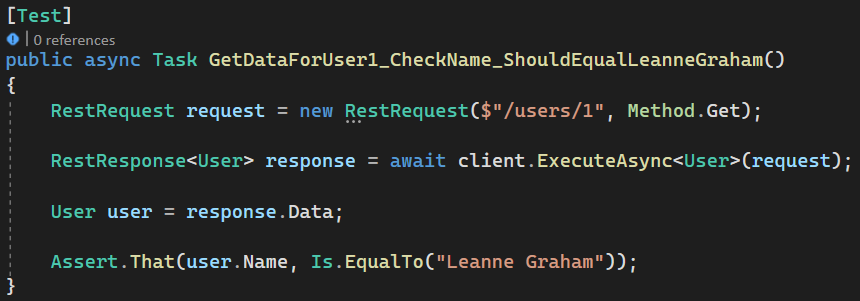 [Test]
| 0 references
public async Task GetDataForUser1_CheckName_ShouldEqualLeanneGraham()
{
RestRequest request = new RestRequest($"/users/1", Method.Get);
RestResponse<User> response = await client.ExecuteAsync<User>(request);
User user = response.Data;
Assert.That(user.Name, Is.EqualTo("Leanne Graham"));
}